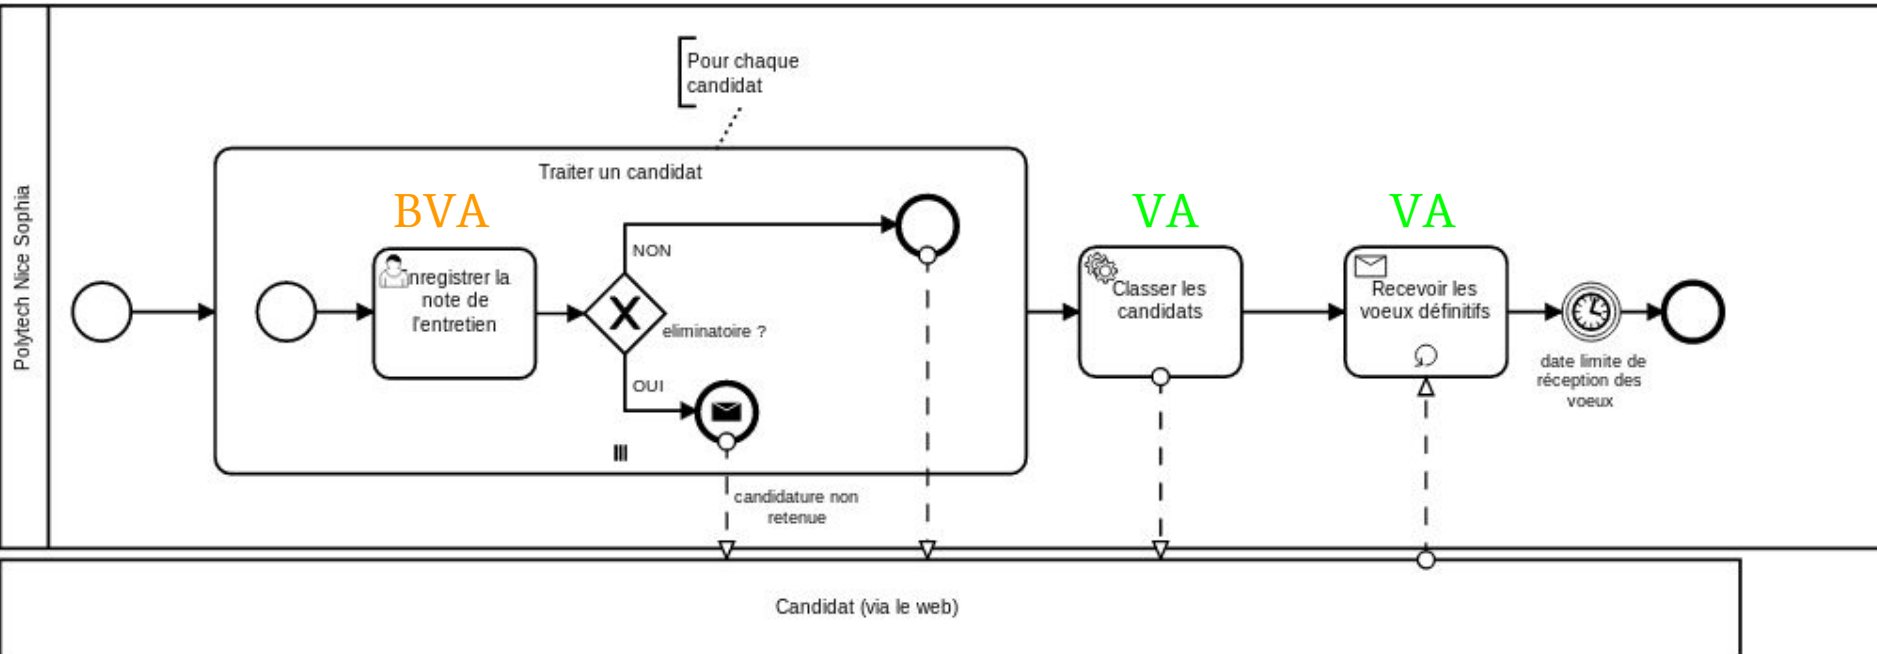 Polytech Nice Sophia
Pour chaque
candidat
Traiter un candidat
BVA
nregistrer la
note de
l'entretien
NON
eliminatoire ?
OUI
candidature non
retenue
VA
Classer les
candidats
VA
Recevoir les
voeux définitifs
date limite de
réception des
voeux
Candidat (via le web)